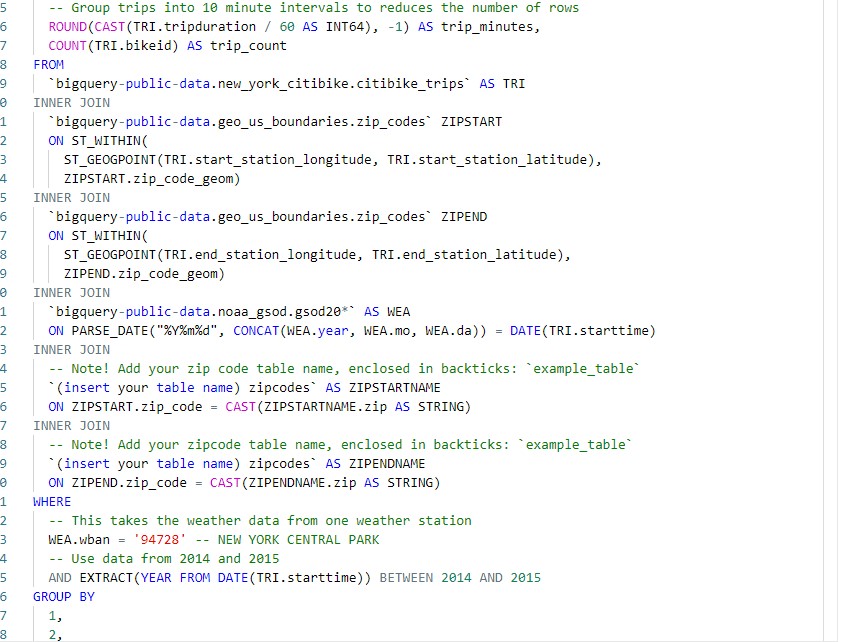 5 -- Group trips into 10 minute intervals to reduces the number of rows
6 ROUND(CAST(TRI.tripduration / 60 AS INT64), -1) AS trip_minutes,
7 COUNT(TRI.bikeid) AS trip_count
8 FROM
9 `bigquery-public-data.new_york_citibike.citibike_trips` AS TRI
0 INNER JOIN
1 `bigquery-public-data.geo_us_boundaries.zip_codes` ZIPSTART
2 ON ST_WITHIN(
3 ST_GEOGPOINT(TRI.start_station_longitude, TRI.start_station_latitude),
4 ZIPSTART.zip_code_geom)
5 INNER JOIN
6 `bigquery-public-data.geo_us_boundaries.zip_codes` ZIPEND
7 ON ST_WITHIN(
8 ST_GEOGPOINT(TRI.end_station_longitude, TRI.end_station_latitude),
9 ZIPEND.zip_code_geom)
0 INNER JOIN
1 `bigquery-public-data.noaa_gsod.gsod20*` AS WEA
2 ON PARSE_DATE("%Y%m%d", CONCAT(WEA.year, WEA.mo, WEA.da)) = DATE(TRI.starttime)
3 INNER JOIN
4 -- Note! Add your zip code table name, enclosed in backticks: `example_table`
5 `(insert your table name) zipcodes` AS ZIPSTARTNAME
6 ON ZIPSTART.zip_code = CAST(ZIPSTARTNAME.zip AS STRING)
7 INNER JOIN
8 -- Note! Add your zipcode table name, enclosed in backticks: `example_table`
9 `(insert your table name) zipcodes` AS ZIPENDNAME
0 ON ZIPEND.zip_code = CAST(ZIPENDNAME.zip AS STRING)
1 WHERE
2 -- This takes the weather data from one weather station
3 WEA.wban = '94728' -- NEW YORK CENTRAL PARK
4 -- Use data from 2014 and 2015
5 AND EXTRACT(YEAR FROM DATE(TRI.starttime)) BETWEEN 2014 AND 2015
6 GROUP BY
7 1,
8 2,